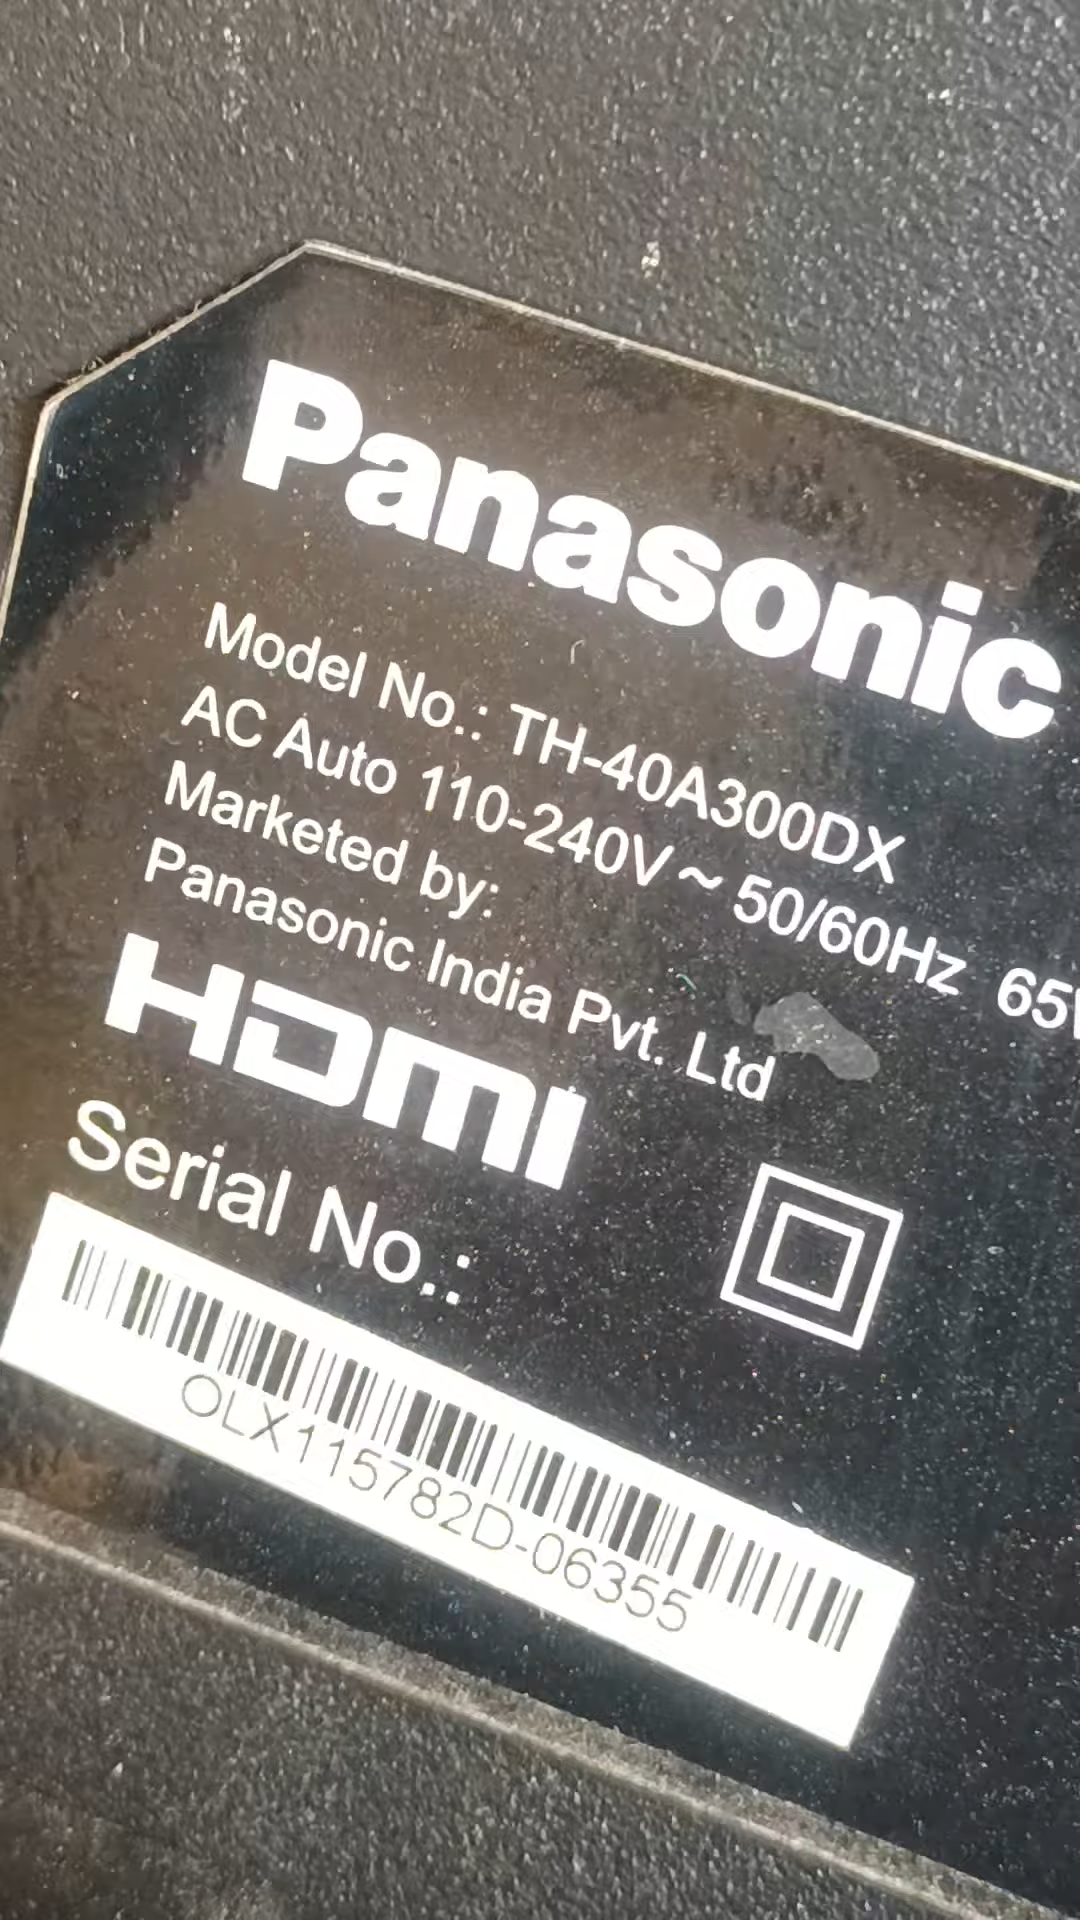 Panasonic
Model No.: TH-40A300DX
AC Auto 110-240V~ 50/60Hz 65
Marketed by:
Panasonic India Pvt. Ltd
HDMI
Serial No.:
OLX115782D-06355